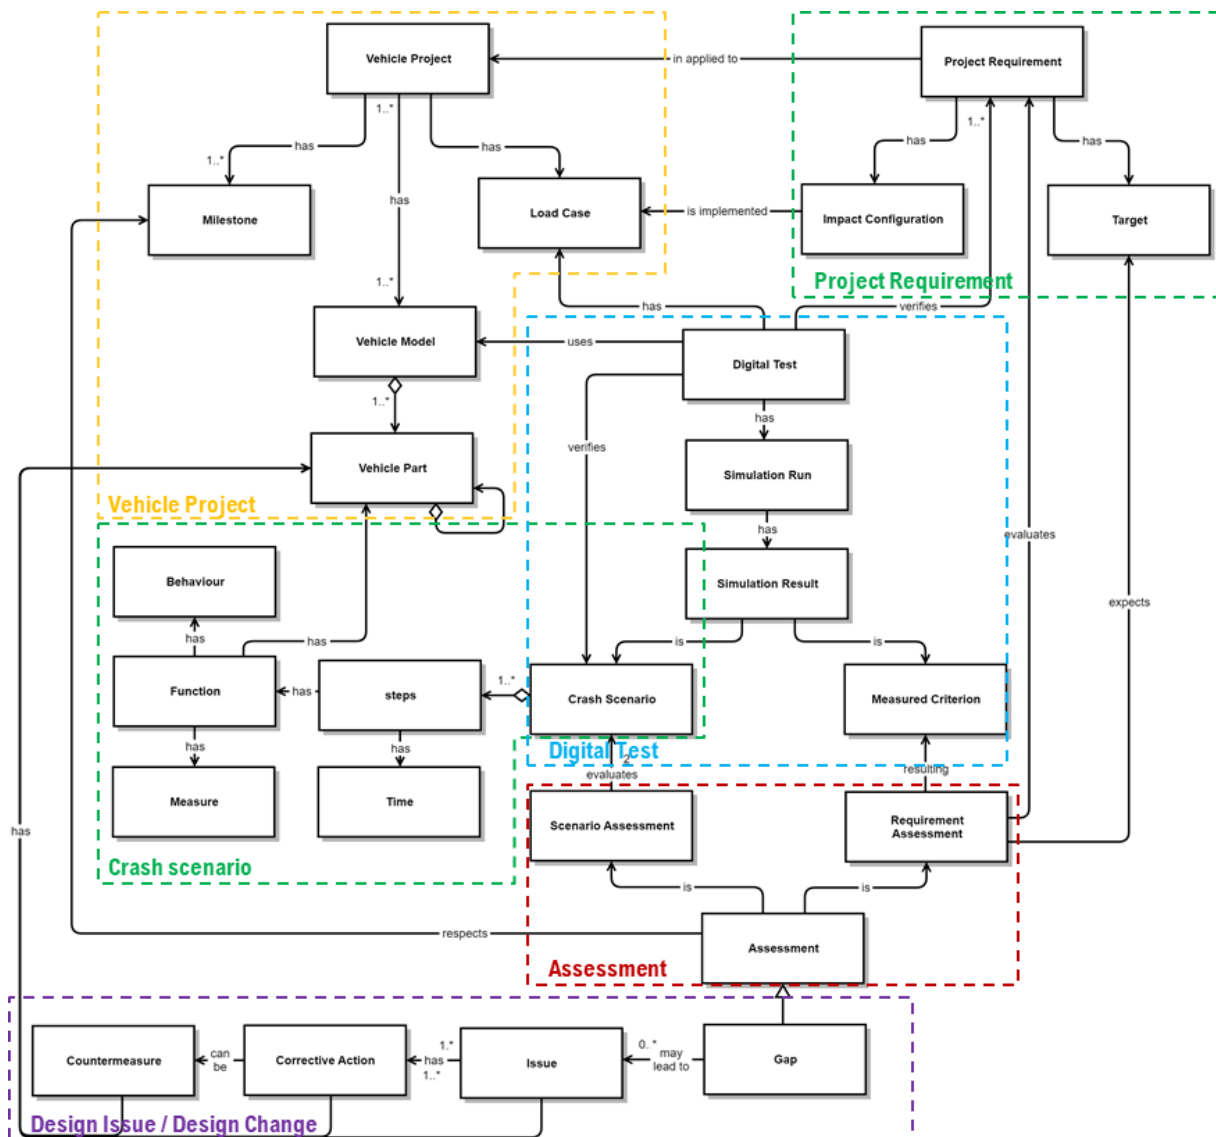 Vehicle Project
in applied to
Project Requirement
1..*
1..*
has
has
has
has
1..*
has
Milestone
Load Case
is implemented
Impact Configuration
Target
1..*
Project Requirement
has
verifies
Vehicle Model
uses
Digital Test
1..*
has
verifies
Vehicle Part
Simulation Run
Vehicle Project
has
evaluates
Behaviour
Simulation Result
expects
has
has
is
is
Function
has
steps
1..*
Crash Scenario
Measured Criterion
has
has
Digital Test
2
evaluates
resulting
Measure
Time
has
Scenario Assessment
Requirement
Assessment
Crash scenario
is
is
respects
Assessment
Assessment
Countermeasure
can
be
Corrective Action
1.*
has
1..*
Issue
0. *
may
lead to
Gap
Design Issue / Design Change